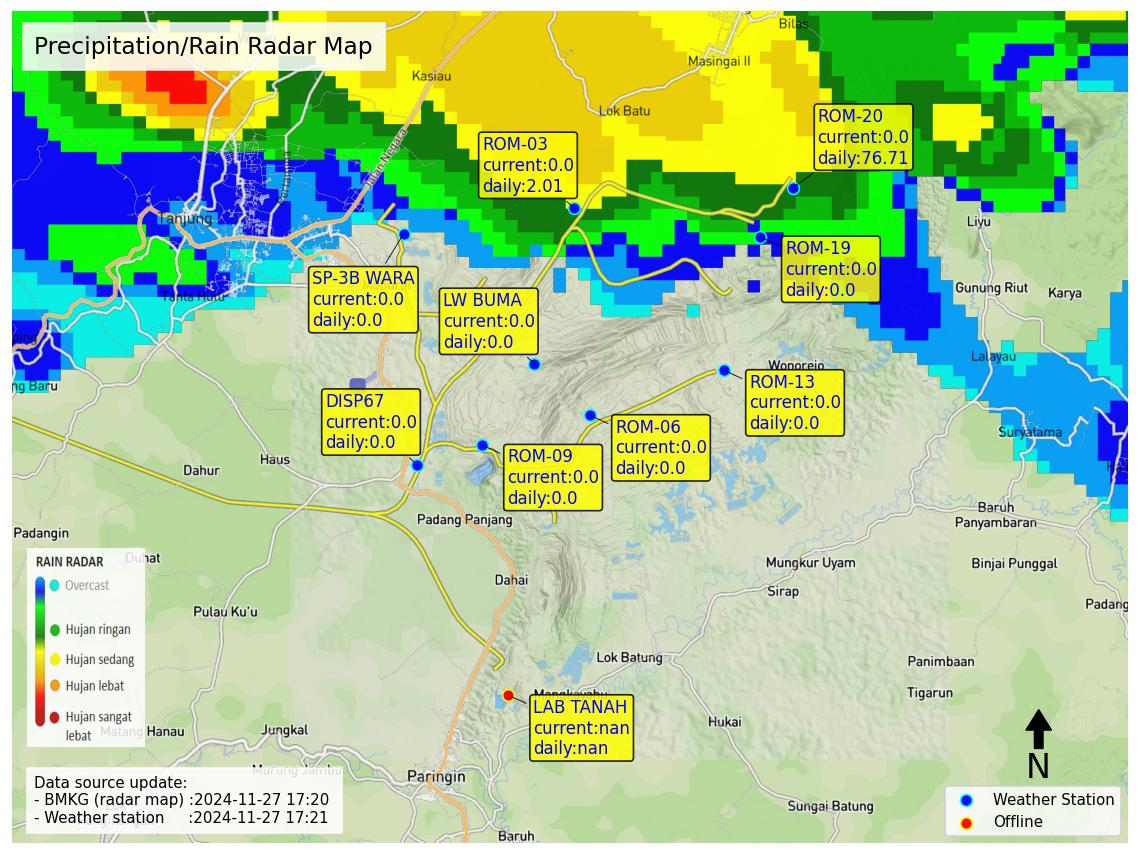 Precipitation/Rain Radar Map
Bilas
Masingai II
Kasiau
Lok Batu
Jalan Negara
ROM-20
current:0.0
daily:76.71
ROM-03
current:0.0
daily:2.01
Tanjung
Liyu
ROM-19
current:0.0
daily:0.0
SP-3B WARA
current:0.0
daily:0.0
LW BUMA
current:0.0
daily:0.0
Tanta Hulu
Gunung Riut
Karya
Lalayau
Wonorejo
ng Baru
ROM-13
current:0.0
daily:0.0
DISP67
current:0.0
daily:0.0
ROM-06
current:0.0
daily:0.0
Suryatama
ROM-09
current:0.0
daily:0.0
Haus
Dahur
Padang Panjang
Baruh
Panyambaran
Padangin
Duhat
RAIN RADAR
Overcast
Hujan ringan
Hujan sedang
Hujan lebat
Hujan sangat
lebat
Mungkur Uyam
Binjai Punggal
Dahai
Sirap
Padang
Pulau Ku'u
Lok Batung
Panimbaan
Tigarun
Mangkayahu
LAB TANAH
current:nan
daily:nan
Hukai
Matang Hanau
Jungkal
Murung Jambu
Paringin
N
Data source update:
- BMKG (radar map) :2024-11-27 17:20
- Weather station :2024-11-27 17:21
Sungai Batung
Baruh
Weather Station
Offline